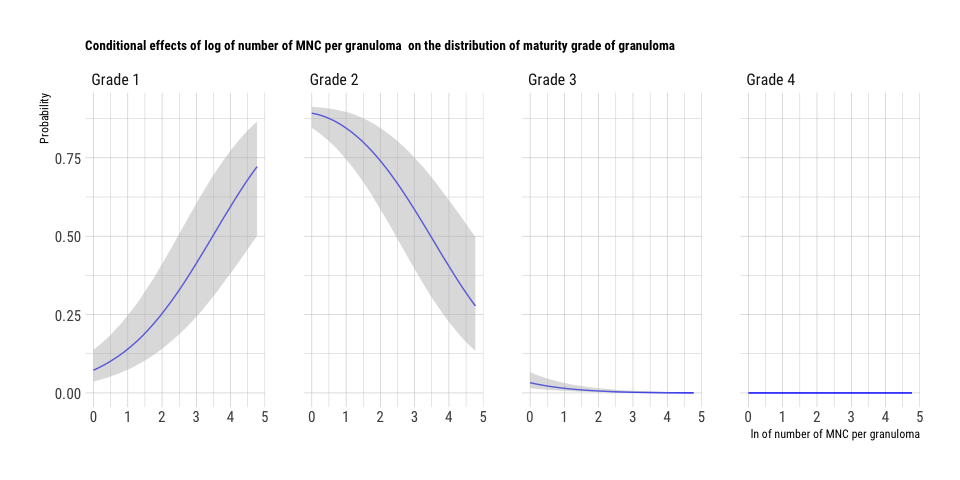 Conditional effects of log of number of MNC per granuloma  on the distribution of maturity grade of granuloma
Grade 1
Grade 2
Grade 3
Grade 4
Probability
0.75
0.50
0.25
0.00
0 1 2 3 4 5
0 1 2 3 4 5
0 1 2 3 4 5
0 1 2 3 4 5
ln of number of MNC per granuloma